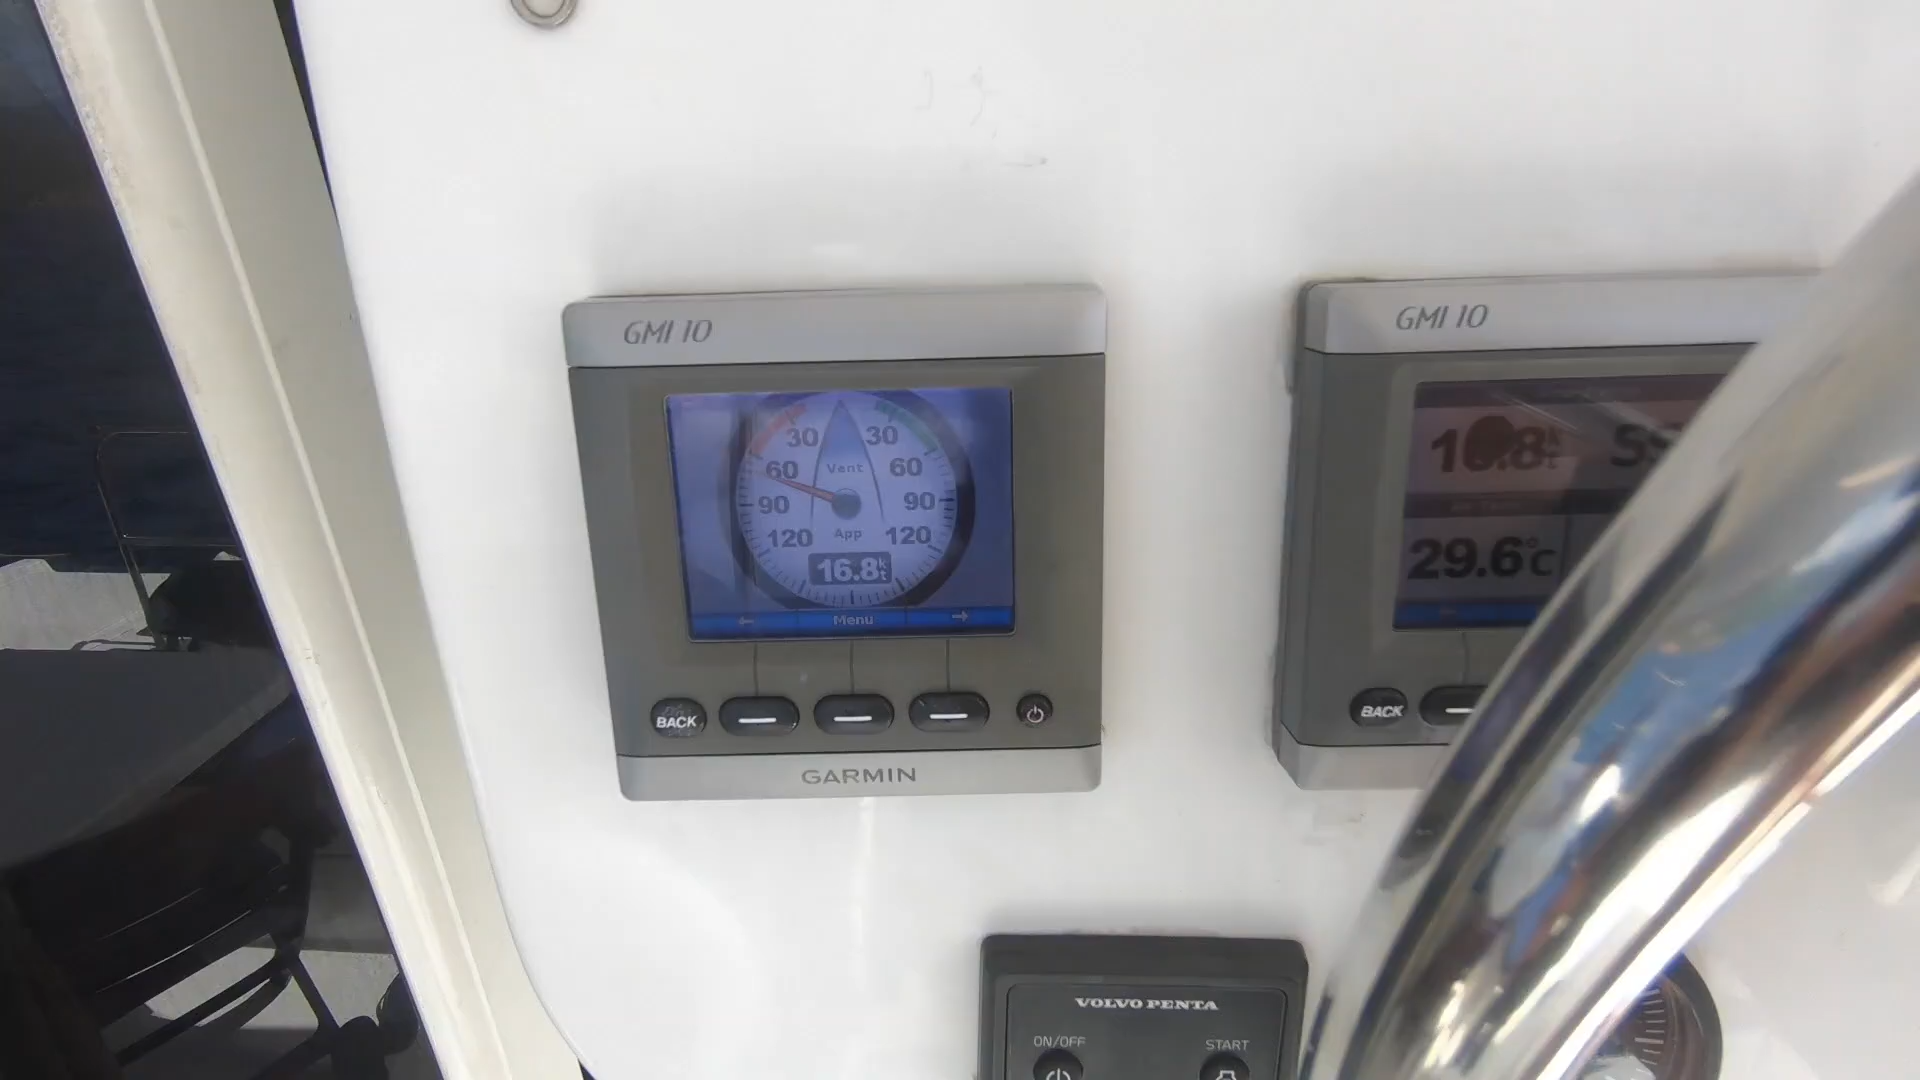 GMI 10
30 30
60 Vent 60
90 90
App
120 120
16.8kt
← Menu →
BACK
GARMIN
GMI 10
29.6°C
BACK
VOLVO PENTA
ON/OFF START